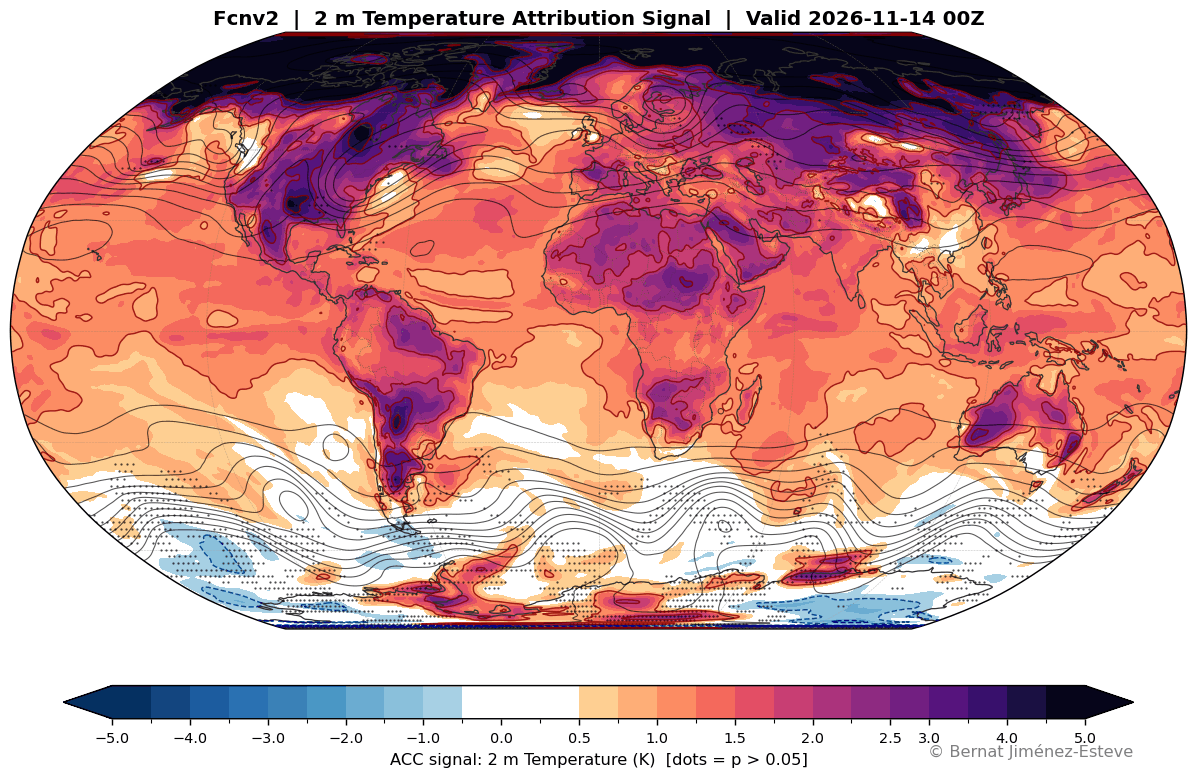 Fcnv2 | 2 m Temperature Attribution Signal | Valid 2026-11-14 00Z
−5.0 −4.0 −3.0 −2.0 −1.0 0.0 0.5 1.0 1.5 2.0 2.5 3.0 4.0 5.0
© Bernat Jiménez-Esteve
ACC signal: 2 m Temperature (K) [dots = p > 0.05]